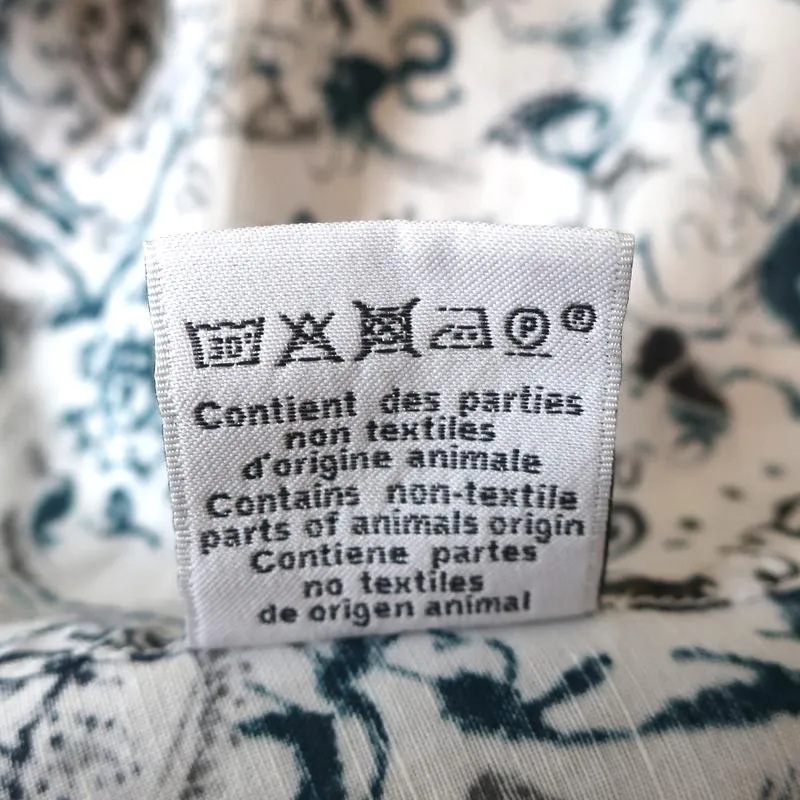 30°
P
®
Contient des parties
non textiles
d'origine animale
Contains non-textile
parts of animals origin
Contiene partes
no textiles
de origen animal